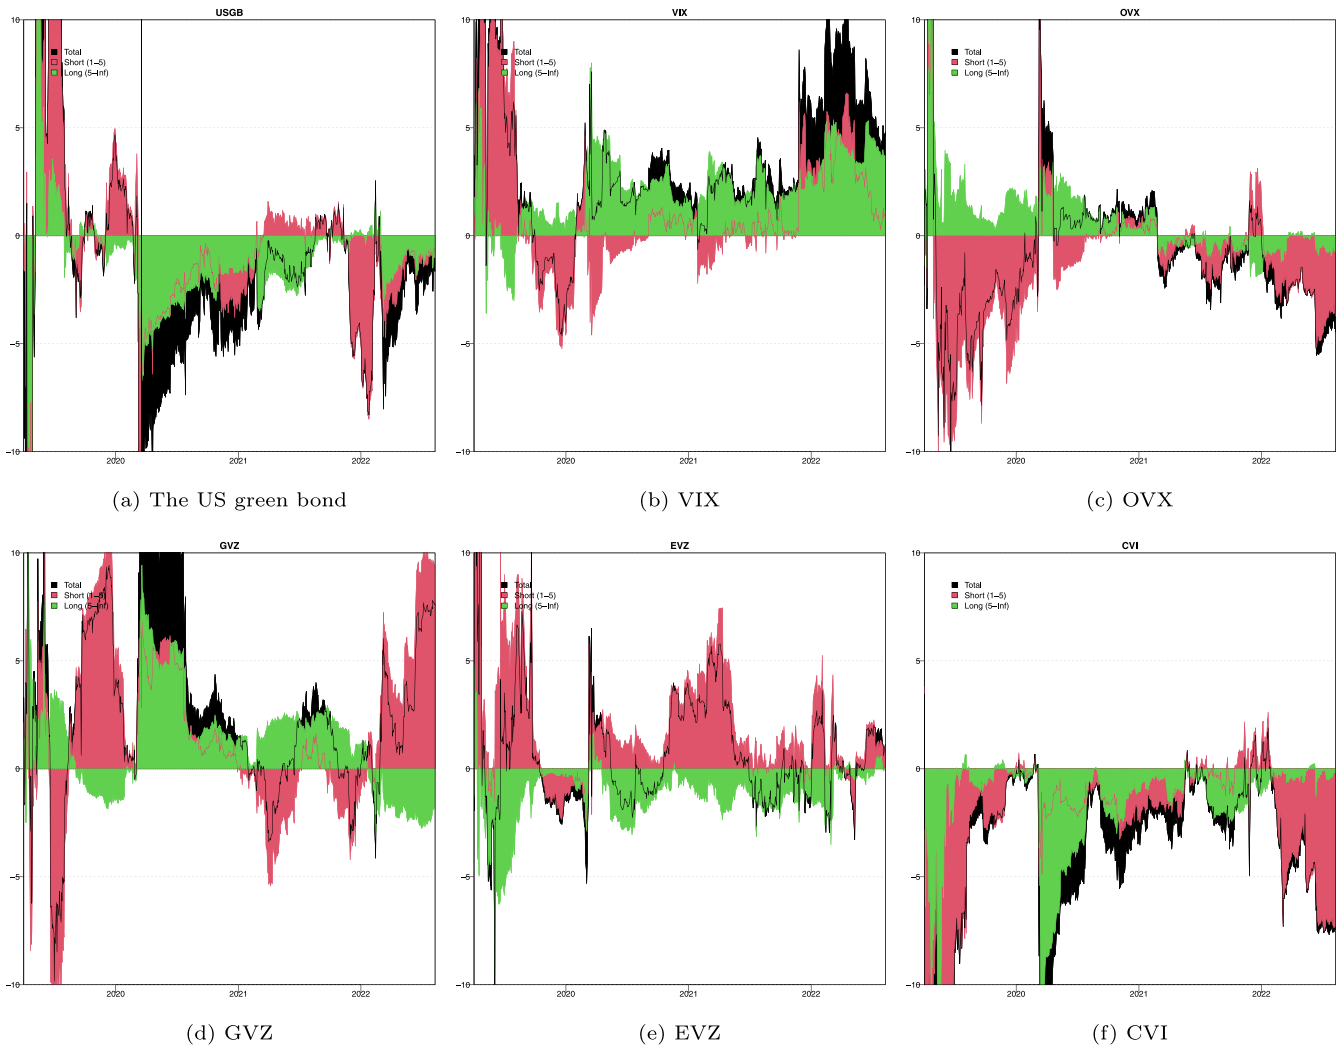 USGB
10
5
0
−5
−10
Total
Short (1−5)
Long (5−Inf)
2020
2021
2022
(a) The US green bond
VIX
10
5
0
−5
−10
Total
Short (1−5)
Long (5−Inf)
2020
2021
2022
(b) VIX
OVX
10
5
0
−5
−10
Total
Short (1−5)
Long (5−Inf)
2020
2021
2022
(c) OVX
GVZ
10
5
0
−5
−10
Total
Short (1−5)
Long (5−Inf)
2020
2021
2022
(d) GVZ
EVZ
10
5
0
−5
−10
Total
Short (1−5)
Long (5−Inf)
2020
2021
2022
(e) EVZ
CVI
10
5
0
−5
−10
Total
Short (1−5)
Long (5−Inf)
2020
2021
2022
(f) CVI